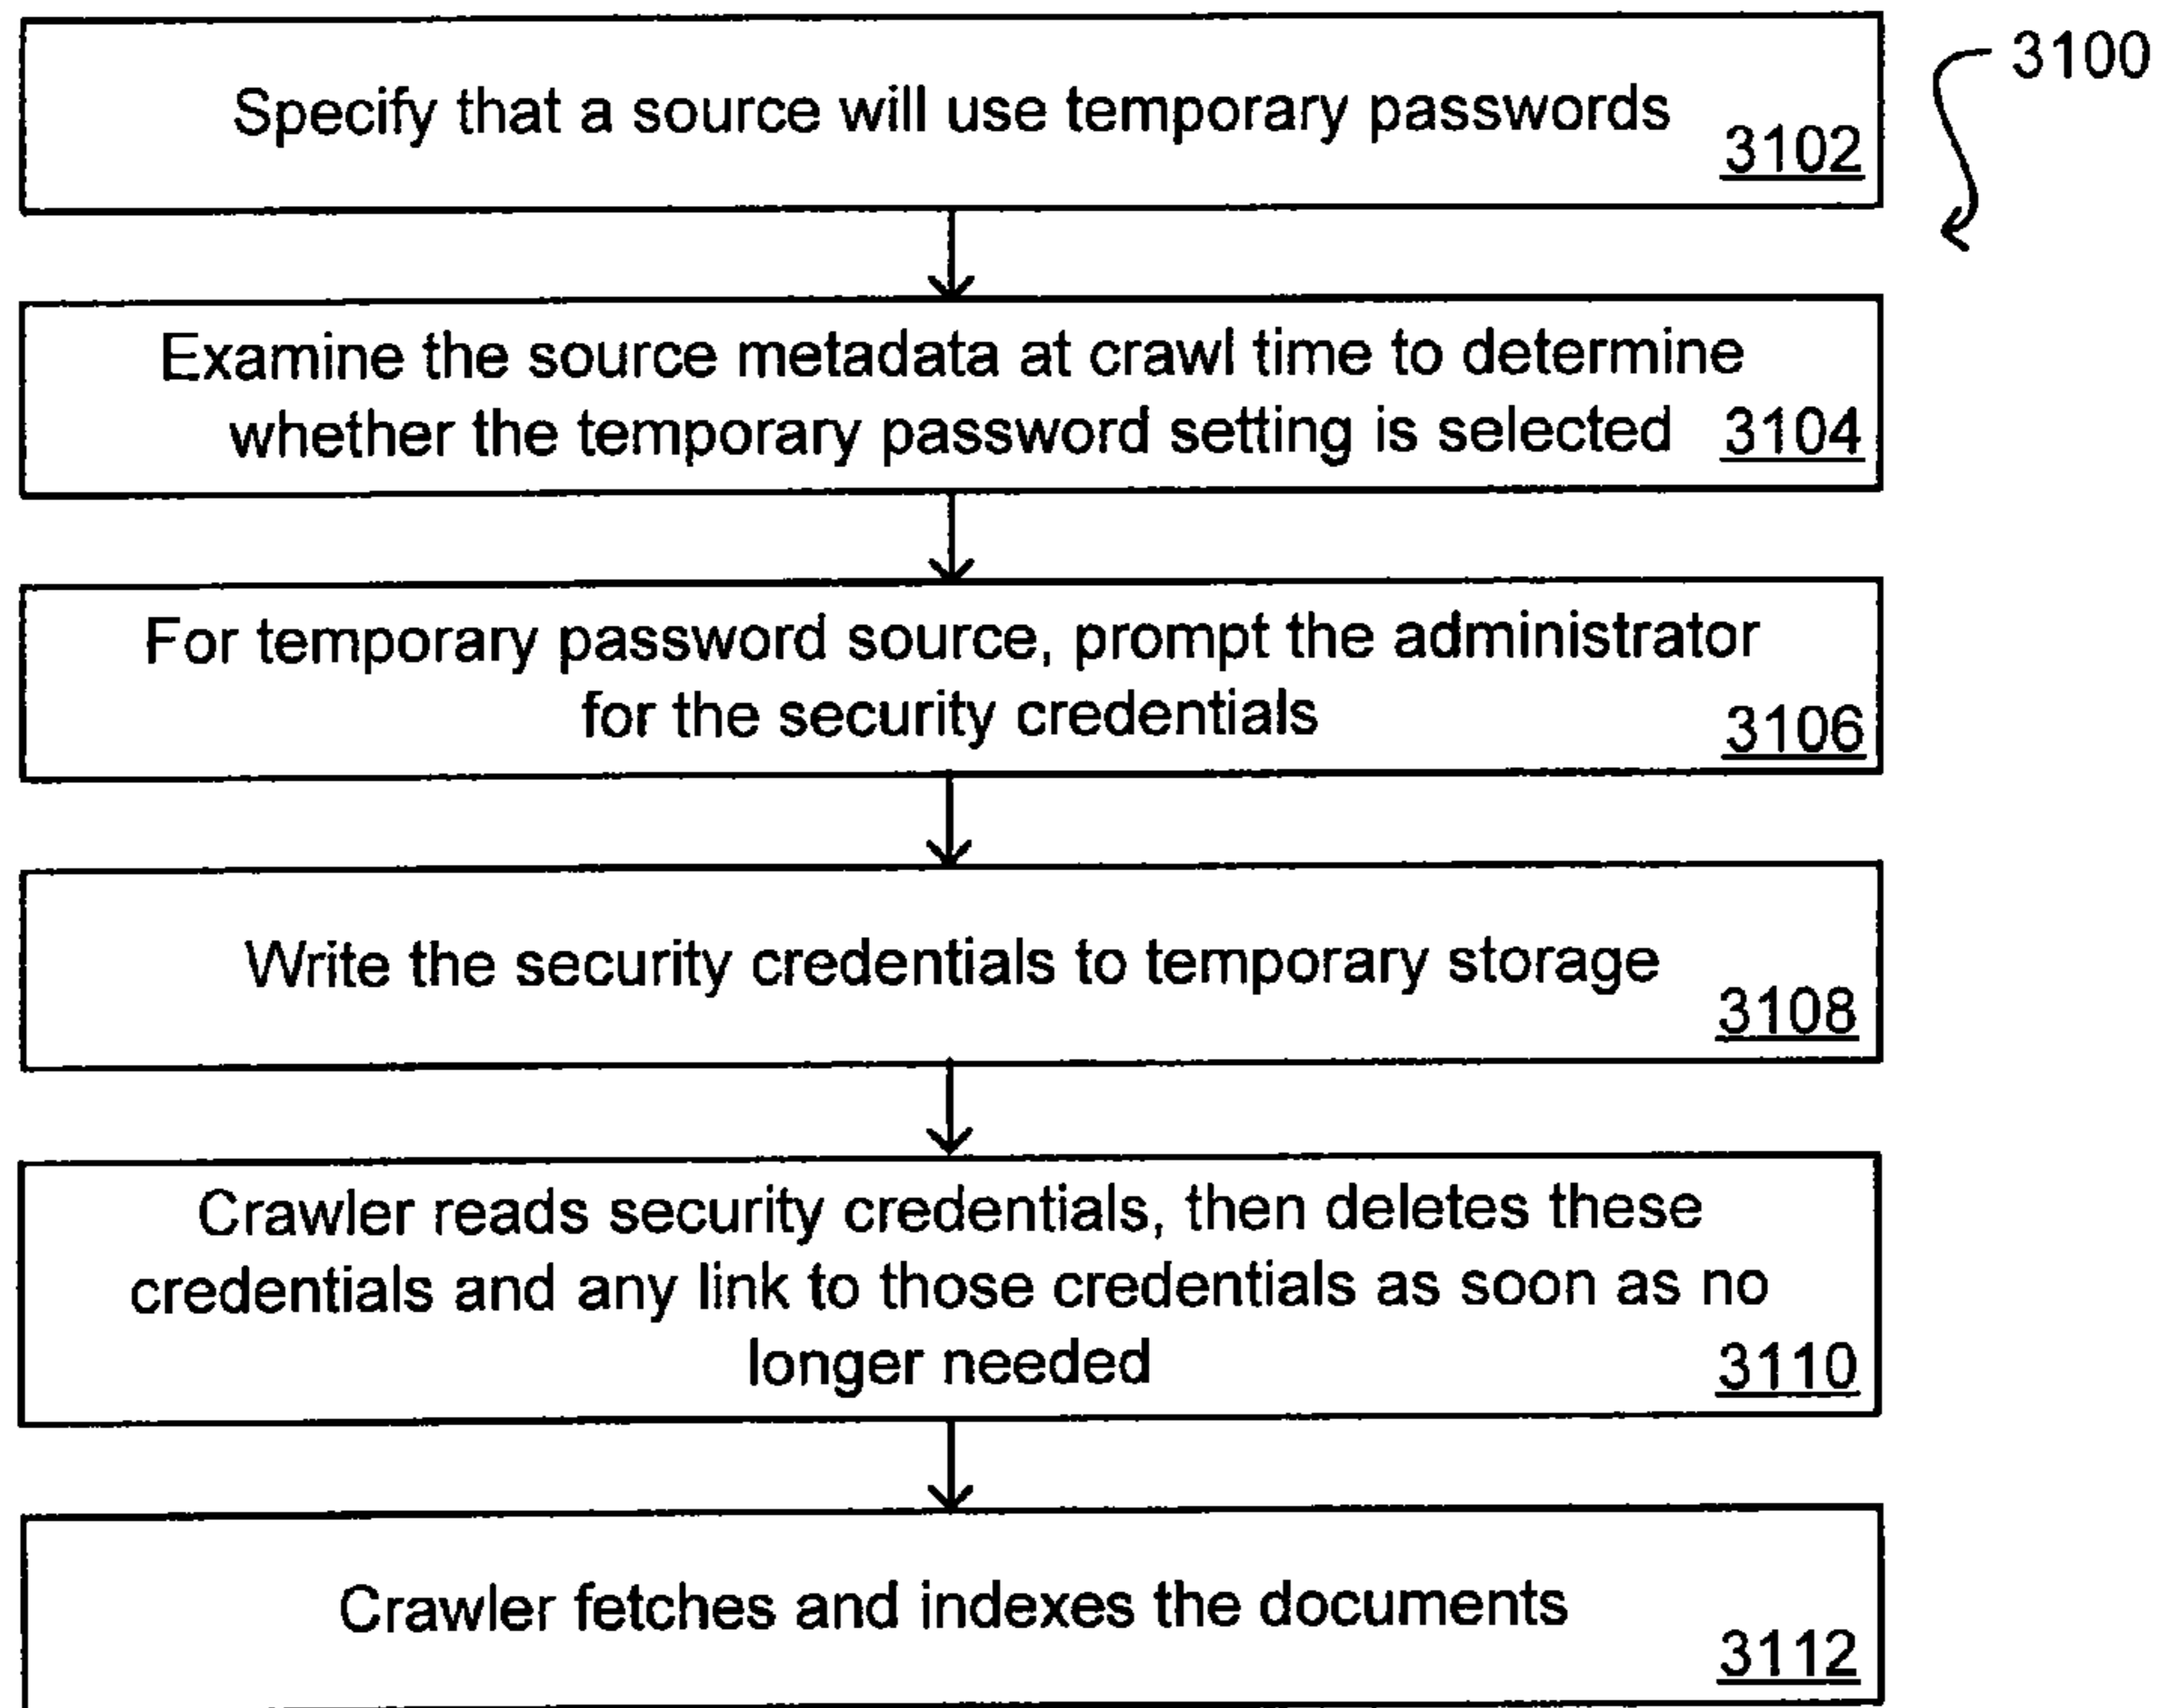 3100
Specify that a source will use temporary passwords
3102
Examine the source metadata at crawl time to determine
whether the temporary password setting is selected 3104
For temporary password source, prompt the administrator
for the security credentials
3106
Write the security credentials to temporary storage
3108
Crawler reads security credentials, then deletes these
credentials and any link to those credentials as soon as no
longer needed 3110
Crawler fetches and indexes the documents
3112